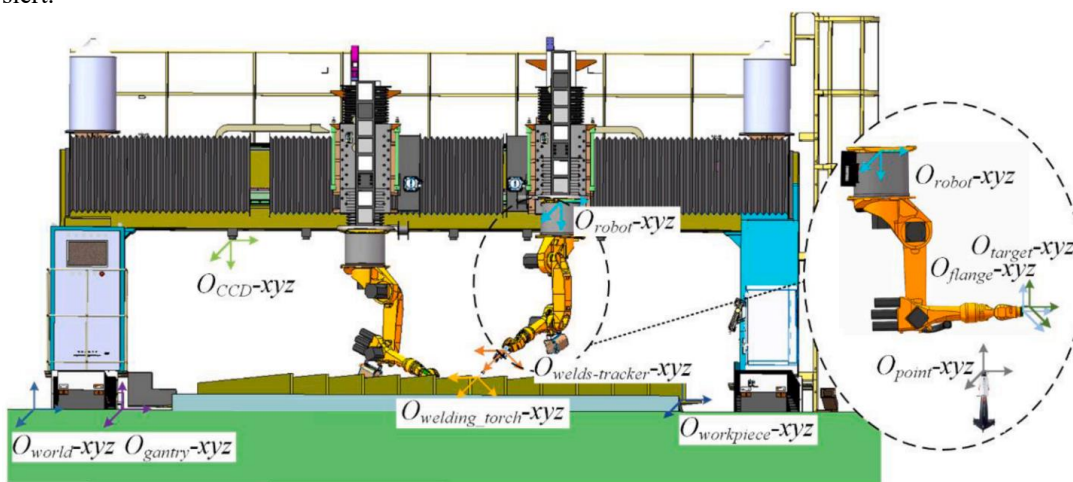 O_robot-xyz
O_robot-xyz
O_target-xyz
O_flange-xyz
O_CCD-xyz
O_welds-tracker-xyz
O_point-xyz
O_welding_torch-xyz
O_world-xyz O_gantry-xyz
O_workpiece-xyz